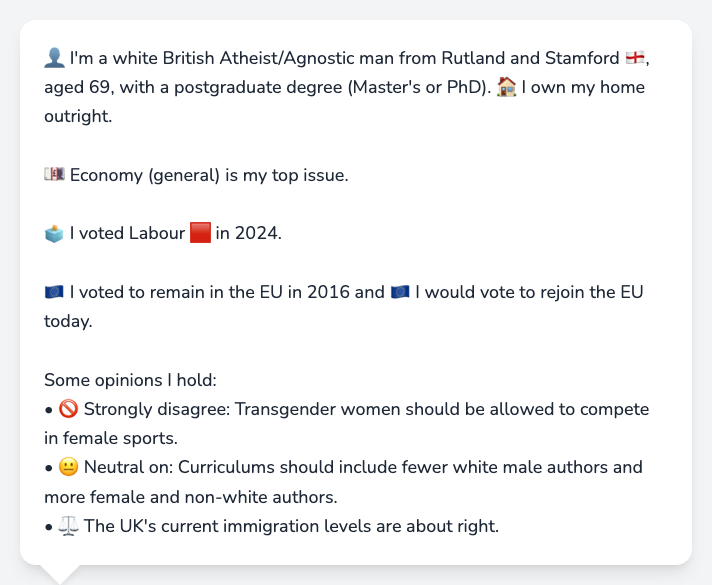 👤 I'm a white British Atheist/Agnostic man from Rutland and Stamford 🏴󠁧󠁢󠁥󠁮󠁧󠁿,
aged 69, with a postgraduate degree (Master's or PhD). 🏠 I own my home
outright.
💷 Economy (general) is my top issue.
🗳️ I voted Labour 🟥 in 2024.
🇪🇺 I voted to remain in the EU in 2016 and 🇪🇺 I would vote to rejoin the EU
today.
Some opinions I hold:
• 🚫 Strongly disagree: Transgender women should be allowed to compete
in female sports.
• 😐 Neutral on: Curriculums should include fewer white male authors and
more female and non-white authors.
• ⚖️ The UK's current immigration levels are about right.